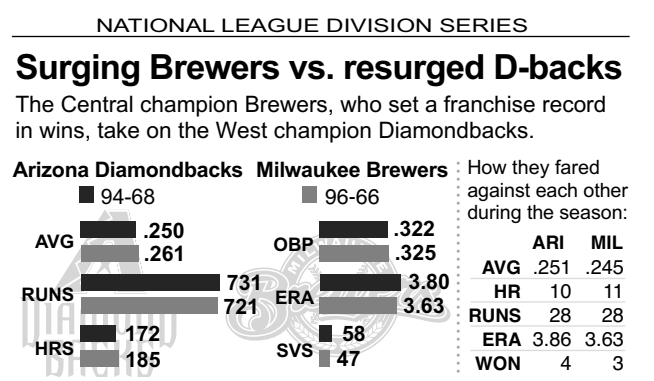 NATIONAL LEAGUE DIVISION SERIES
Surging Brewers vs. resurged D-backs
The Central champion Brewers, who set a franchise record
in wins, take on the West champion Diamondbacks.
Arizona Diamondbacks
94-68
Milwaukee Brewers
96-66
AVG .250
.261
RUNS 731
721
HRS 172
185
OBP .322
.325
ERA 3.80
3.63
SVS 58
47
How they fared
against each other
during the season:
ARI MIL
AVG .251 .245
HR 10 11
RUNS 28 28
ERA 3.86 3.63
WON 4 3